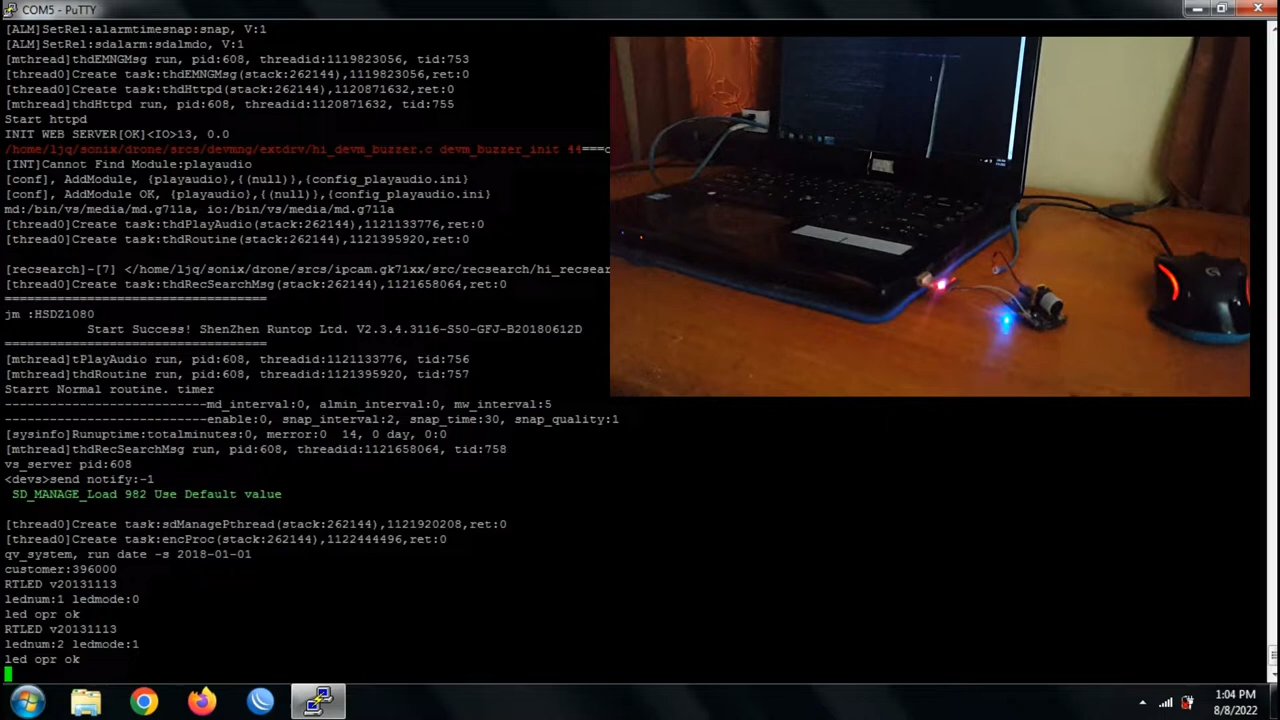 COM5 - PuTTY
[ALM]SetRel:alarmtimesnap:snap, V:1
[ALM]SetRel:sdalarm:sdalmdo, V:1
[mthread]thdEMNGMsg run, pid:608, threadid:1119823056, tid:753
[thread0]Create task:thdEMNGMsg(stack:262144),1119823056,ret:0
[thread0]Create task:thdHttpd(stack:262144),1120871632,ret:0
[mthread]thdHttpd run, pid:608, threadid:1120871632, tid:755
Start httpd
INIT WEB SERVER[OK]<IO>13, 0.0
/home/ljq/sonix/drone/srcs/devmng/extdrv/hi_devm_buzzer.c devm_buzzer_init 44===
[INT]Cannot Find Module:playaudio
[conf], AddModule, {playaudio},{(null)},{config_playaudio.ini}
[conf], AddModule OK, {playaudio},{(null)},{config_playaudio.ini}
md:/bin/vs/media/md.g711a, io:/bin/vs/media/md.g711a
[thread0]Create task:thdPlayAudio(stack:262144),1121133776,ret:0
[thread0]Create task:thdRoutine(stack:262144),1121395920,ret:0
[recsearch]-[7] </home/ljq/sonix/drone/srcs/ipcam.gk71xx/src/recsearch/hi_recsear
[thread0]Create task:thdRecSearchMsg(stack:262144),1121658064,ret:0
===================================
jm :HSDZ1080
Start Success! ShenZhen Runtop Ltd. V2.3.4.3116-S50-GFJ-B20180612D
===================================
[mthread]tPlayAudio run, pid:608, threadid:1121133776, tid:756
[mthread]thdRoutine run, pid:608, threadid:1121395920, tid:757
Starrt Normal routine. timer
---------------------------md_interval:0, almin_interval:0, mw_interval:5
---------------------------enable:0, snap_interval:2, snap_time:30, snap_quality:1
[sysinfo]Runuptime:totalminutes:0, merror:0  14, 0 day, 0:0
[mthread]thdRecSearchMsg run, pid:608, threadid:1121658064, tid:758
vs_server pid:608
<devs>send notify:-1
SD_MANAGE_Load 982 Use Default value
[thread0]Create task:sdManagePthread(stack:262144),1121920208,ret:0
[thread0]Create task:encProc(stack:262144),1122444496,ret:0
qv_system, run date -s 2018-01-01
customer:396000
RTLED v20131113
lednum:1 ledmode:0
led opr ok
RTLED v20131113
lednum:2 ledmode:1
led opr ok
1:04 PM
8/8/2022